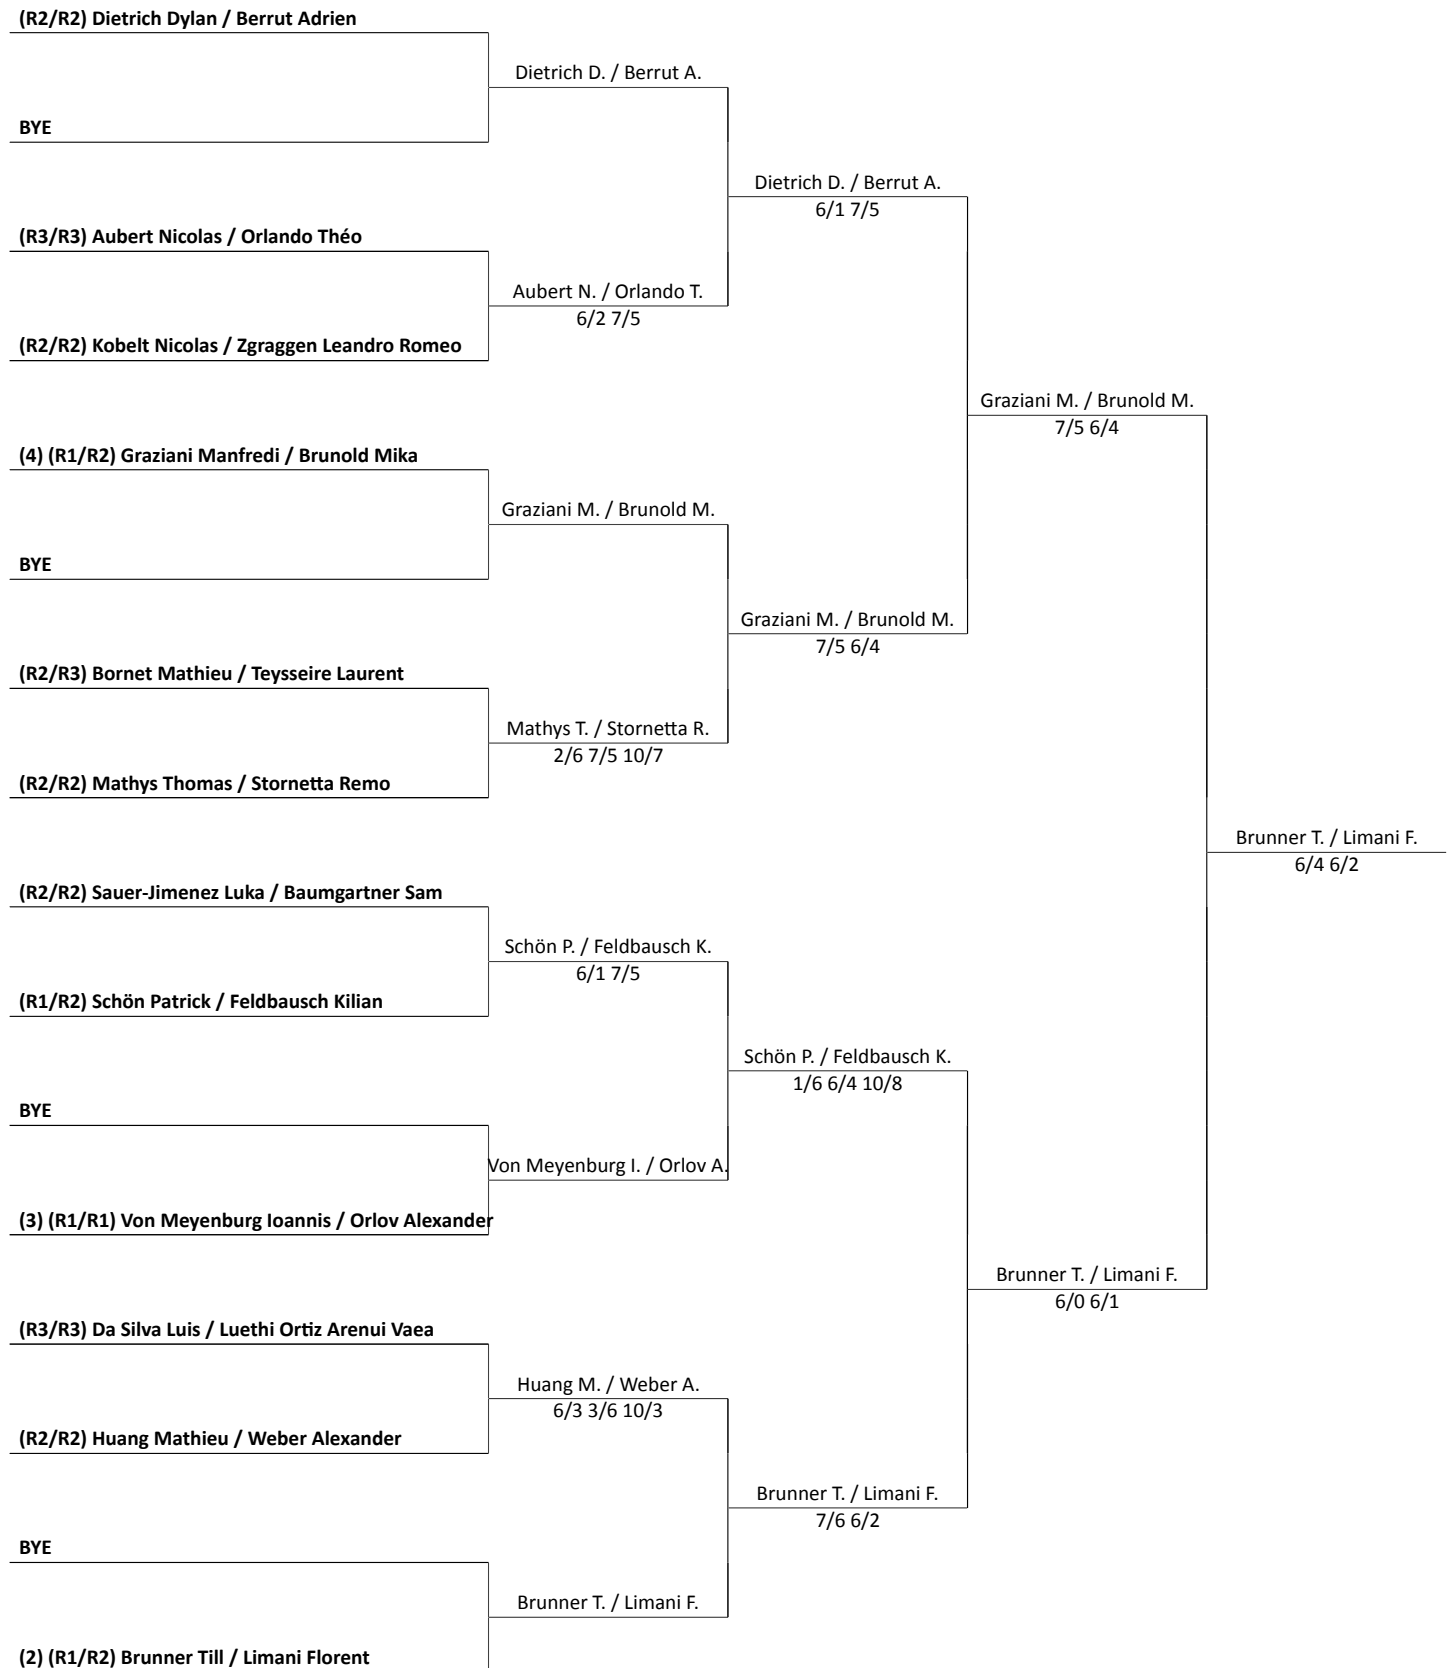 (R2/R2) Dietrich Dylan / Berrut Adrien
Dietrich D. / Berrut A.
BYE
Dietrich D. / Berrut A.
6/1 7/5
(R3/R3) Aubert Nicolas / Orlando Théo
Aubert N. / Orlando T.
6/2 7/5
(R2/R2) Kobelt Nicolas / Zgraggen Leandro Romeo
Graziani M. / Brunold M.
7/5 6/4
(4) (R1/R2) Graziani Manfredi / Brunold Mika
Graziani M. / Brunold M.
BYE
Graziani M. / Brunold M.
7/5 6/4
(R2/R3) Bornet Mathieu / Teysseire Laurent
Mathys T. / Stornetta R.
2/6 7/5 10/7
(R2/R2) Mathys Thomas / Stornetta Remo
Brunner T. / Limani F.
6/4 6/2
(R2/R2) Sauer-Jimenez Luka / Baumgartner Sam
Schön P. / Feldbausch K.
6/1 7/5
(R1/R2) Schön Patrick / Feldbausch Kilian
Schön P. / Feldbausch K.
1/6 6/4 10/8
BYE
Von Meyenburg I. / Orlov A.
(3) (R1/R1) Von Meyenburg Ioannis / Orlov Alexander
Brunner T. / Limani F.
6/0 6/1
(R3/R3) Da Silva Luis / Luethi Ortiz Arenui Vaea
Huang M. / Weber A.
6/3 3/6 10/3
(R2/R2) Huang Mathieu / Weber Alexander
Brunner T. / Limani F.
7/6 6/2
BYE
Brunner T. / Limani F.
(2) (R1/R2) Brunner Till / Limani Florent